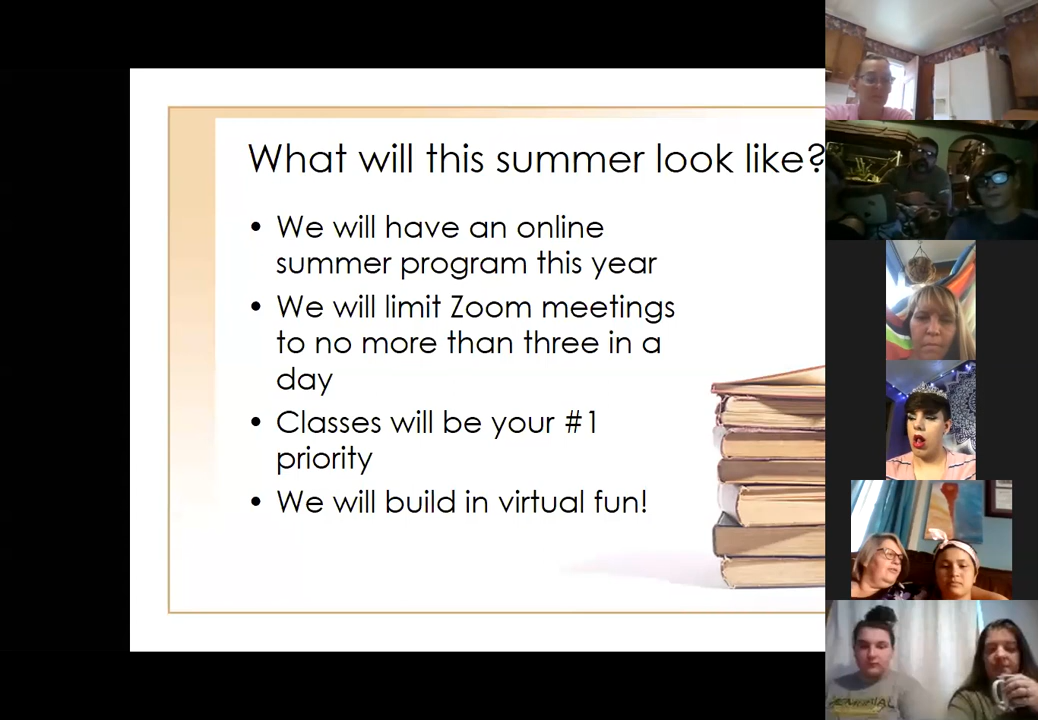 What will this summer look like?
• We will have an online
summer program this year
• We will limit Zoom meetings
to no more than three in a
day
• Classes will be your #1
priority
• We will build in virtual fun!